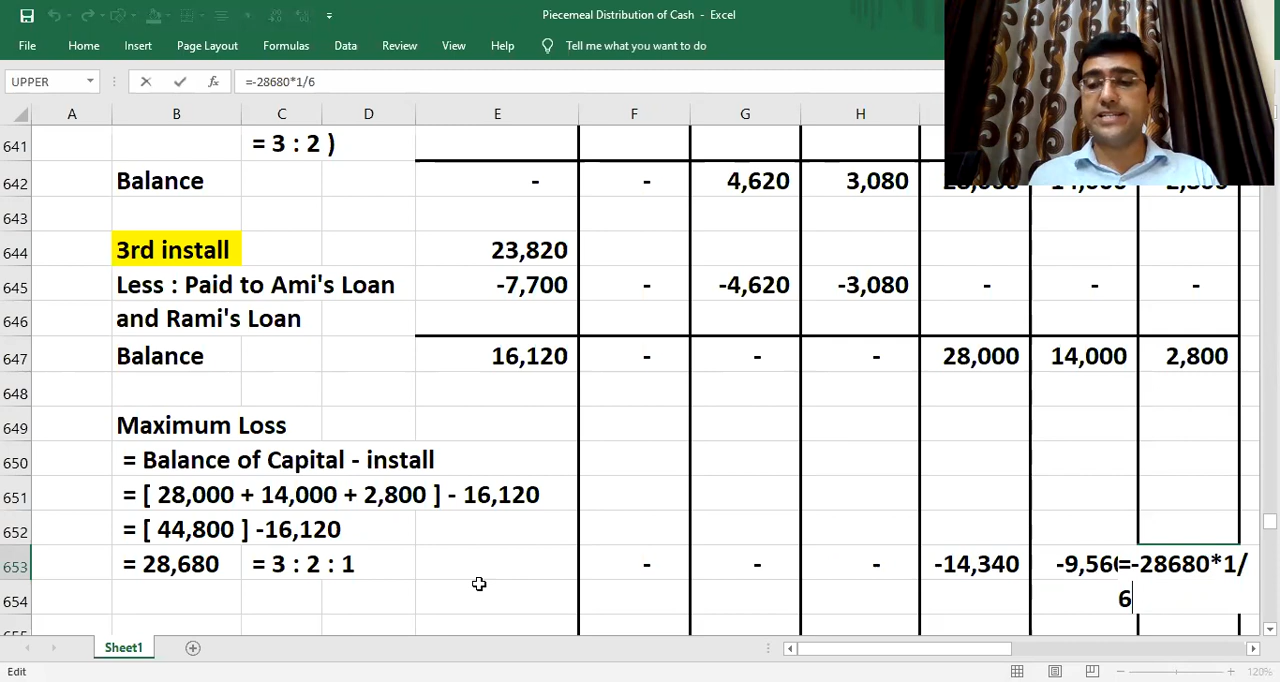 Piecemeal Distribution of Cash - Excel
File Home Insert Page Layout Formulas Data Review View Help Tell me what you want to do
UPPER fx =-28680*1/6
A B C D E F G H
641 = 3 : 2 )
642 Balance - - 4,620 3,080
643
644 3rd install 23,820
645 Less : Paid to Ami's Loan -7,700 - -4,620 -3,080 - - -
646 and Rami's Loan
647 Balance 16,120 - - - 28,000 14,000 2,800
648
649 Maximum Loss
650 = Balance of Capital - install
651 = [ 28,000 + 14,000 + 2,800 ] - 16,120
652 = [ 44,800 ] -16,120
653 = 28,680 = 3 : 2 : 1 - - - -14,340 -9,560 =-28680*1/
654 6
Sheet1
Edit 120%